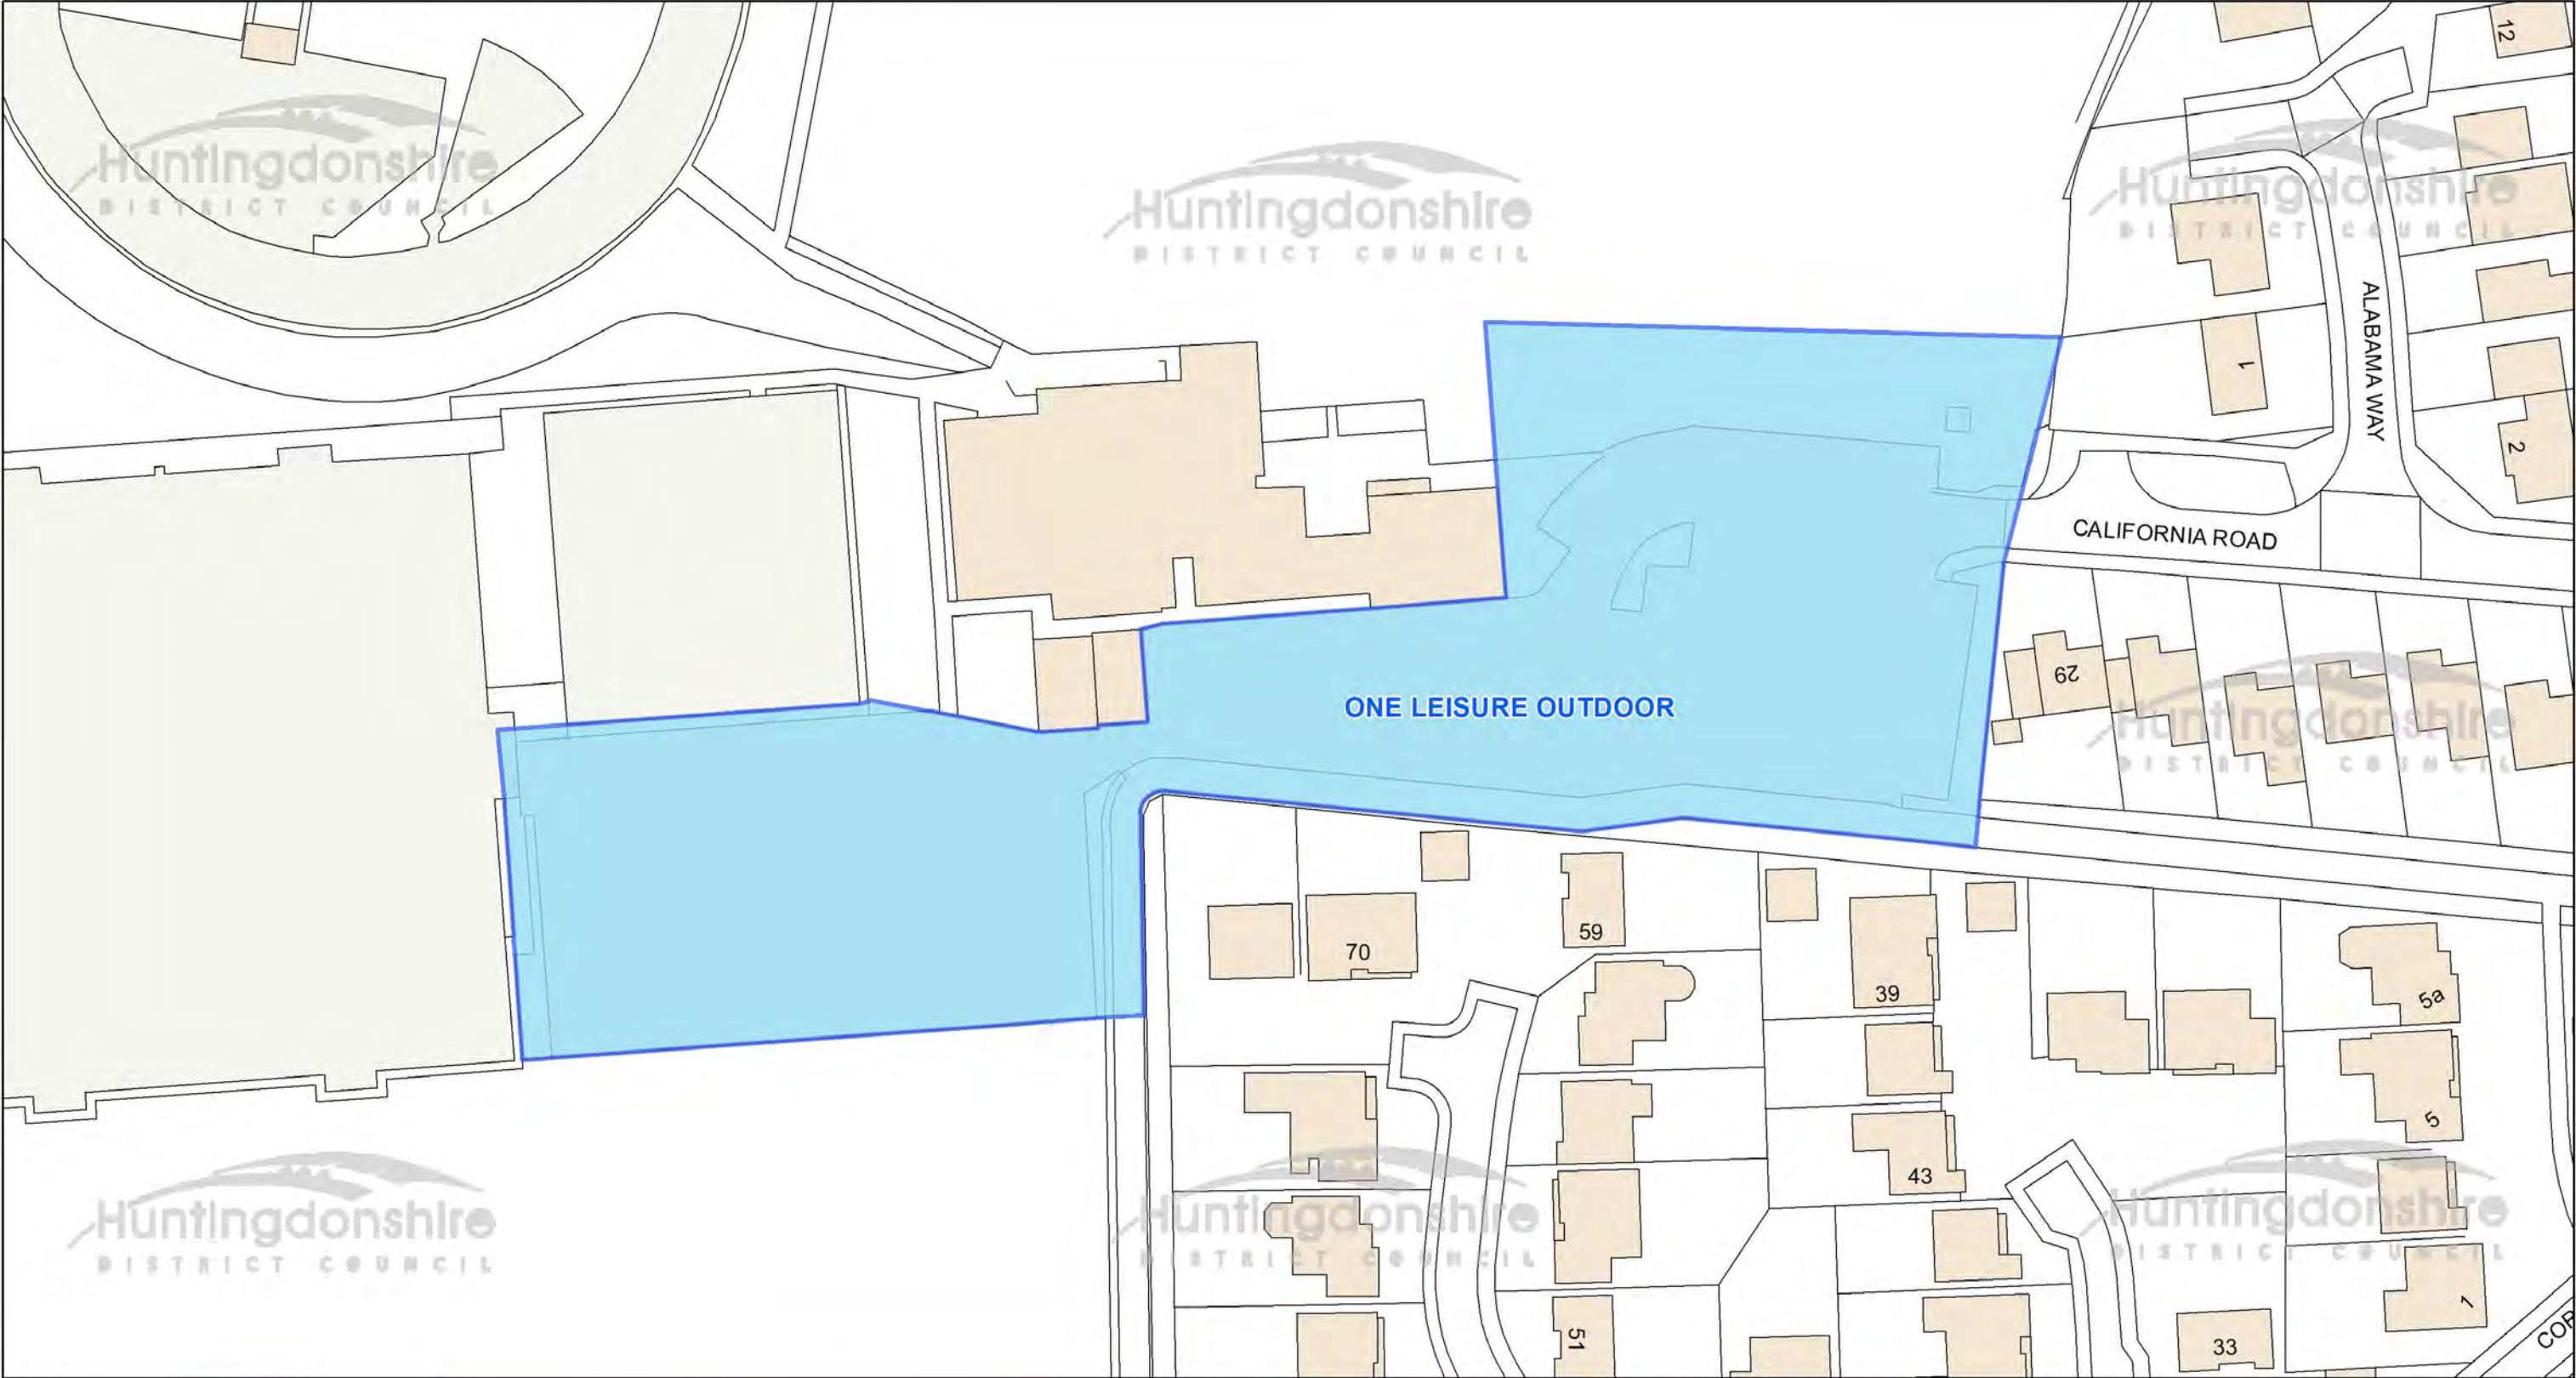 12
Huntingdonshire
DISTRICT COUNCIL
Huntingdonshire
DISTRICT COUNCIL
Huntingdonshire
DISTRICT COUNCIL
ALABAMA WAY
1
2
CALIFORNIA ROAD
29
ONE LEISURE OUTDOOR
Huntingdonshire
DISTRICT COUNCIL
70
59
39
5a
5
43
Huntingdonshire
DISTRICT COUNCIL
Huntingdonshire
DISTRICT COUNCIL
Huntingdonshire
DISTRICT COUNCIL
1
51
33
COR